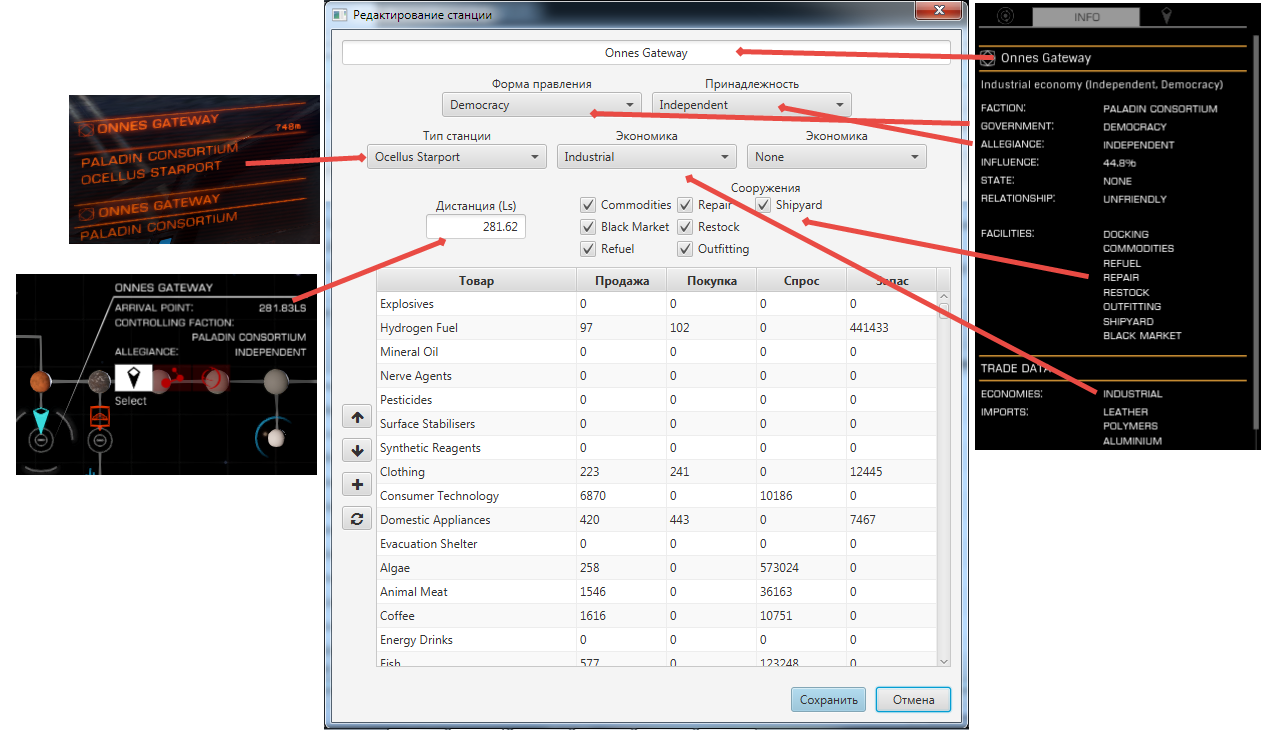 Редактирование станции
Onnes Gateway
Форма правления
Принадлежность
Democracy
Independent
Тип станции
Экономика
Экономика
Ocellus Starport
Industrial
None
Сооружения
Дистанция (Ls)
281.62
Commodities
Repair
Shipyard
Black Market
Restock
Refuel
Outfitting
Товар Продажа Покупка Спрос Запас
Explosives 0 0 0 0
Hydrogen Fuel 97 102 0 441433
Mineral Oil 0 0 0 0
Nerve Agents 0 0 0 0
Pesticides 0 0 0 0
Surface Stabilisers 0 0 0 0
Synthetic Reagents 0 0 0 0
Clothing 223 241 0 12445
Consumer Technology 6870 0 10186 0
Domestic Appliances 420 443 0 7467
Evacuation Shelter 0 0 0 0
Algae 258 0 573024 0
Animal Meat 1546 0 36163 0
Coffee 1616 0 10751 0
Energy Drinks 0 0 0 0
Fish 577 0 123248 0
Сохранить
Отмена
ONNES GATEWAY
748m
PALADIN CONSORTIUM
OCELLUS STARPORT
ONNES GATEWAY
PALADIN CONSORTIUM
ONNES GATEWAY
ARRIVAL POINT: 281.83LS
CONTROLLING FACTION:
PALADIN CONSORTIUM
ALLEGIANCE: INDEPENDENT
Select
INFO
Onnes Gateway
Industrial economy (Independent, Democracy)
FACTION: PALADIN CONSORTIUM
GOVERNMENT: DEMOCRACY
ALLEGIANCE: INDEPENDENT
INFLUENCE: 44.8%
STATE: NONE
RELATIONSHIP: UNFRIENDLY
FACILITIES: DOCKING
COMMODITIES
REFUEL
REPAIR
RESTOCK
OUTFITTING
SHIPYARD
BLACK MARKET
TRADE DATA:
ECONOMIES: INDUSTRIAL
IMPORTS: LEATHER
POLYMERS
ALUMINIUM